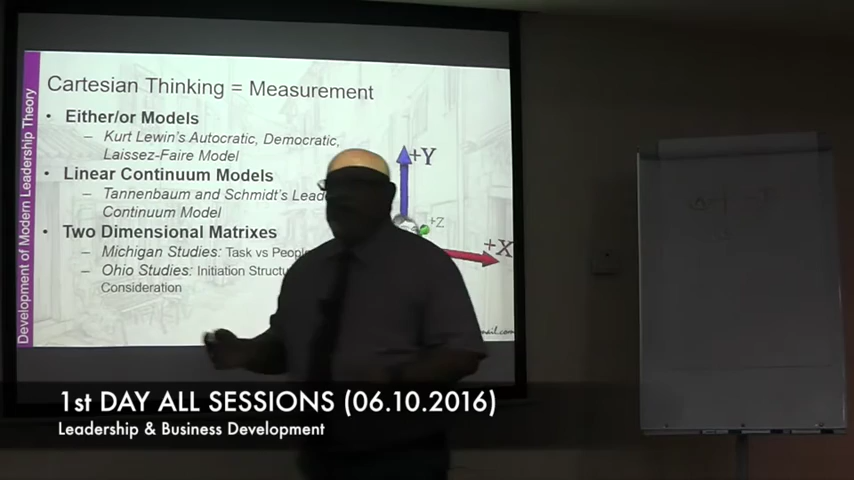 Cartesian Thinking = Measurement
Development of Modern Leadership Theory
• Either/or Models
– Kurt Lewin's Autocratic, Democratic,
Laissez-Faire Model
• Linear Continuum Models
– Tannenbaum and Schmidt's
Continuum Model
• Two Dimensional Matrixes
– Michigan Studies: Task vs
– Ohio Studies: Initiation
Consideration
+Y
+Z
+X
1st DAY ALL SESSIONS (06.10.2016)
Leadership & Business Development